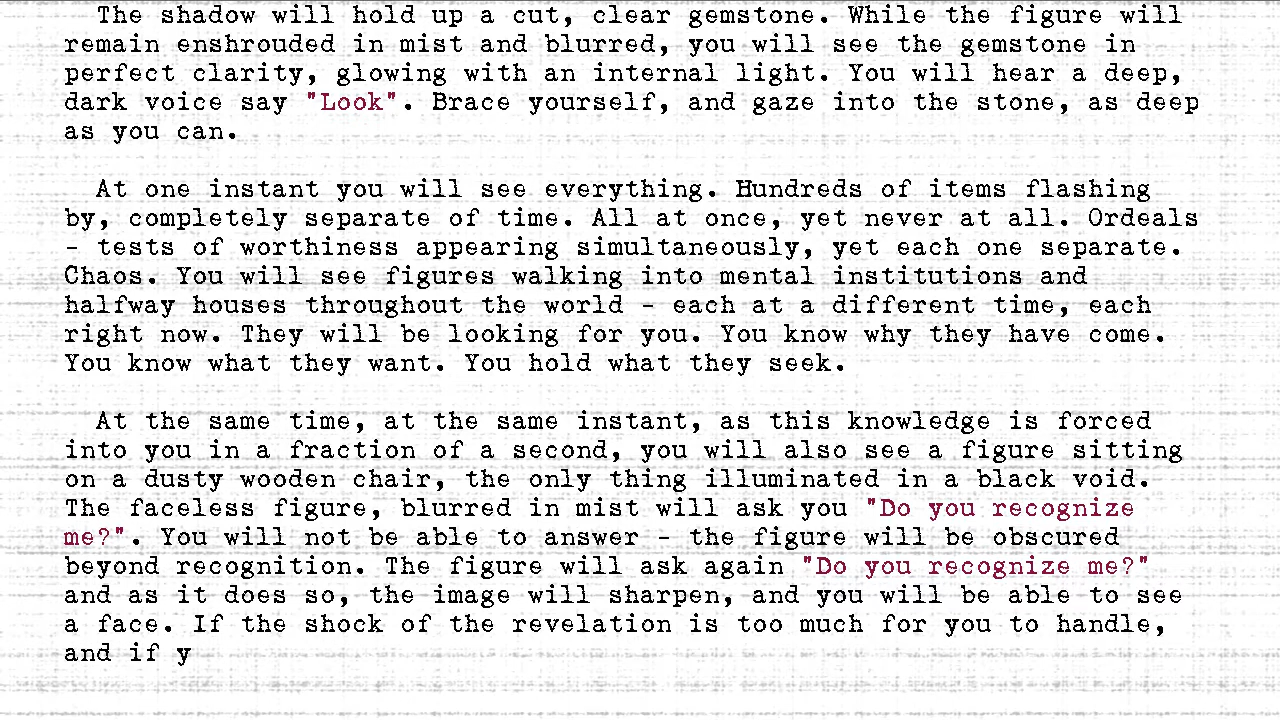 The shadow will hold up a cut, clear gemstone. While the figure will
remain enshrouded in mist and blurred, you will see the gemstone in
perfect clarity, glowing with an internal light. You will hear a deep,
dark voice say "Look". Brace yourself, and gaze into the stone, as deep
as you can.
At one instant you will see everything. Hundreds of items flashing
by, completely separate of time. All at once, yet never at all. Ordeals
- tests of worthiness appearing simultaneously, yet each one separate.
Chaos. You will see figures walking into mental institutions and
halfway houses throughout the world - each at a different time, each
right now. They will be looking for you. You know why they have come.
You know what they want. You hold what they seek.
At the same time, at the same instant, as this knowledge is forced
into you in a fraction of a second, you will also see a figure sitting
on a dusty wooden chair, the only thing illuminated in a black void.
The faceless figure, blurred in mist will ask you "Do you recognize
me?". You will not be able to answer - the figure will be obscured
beyond recognition. The figure will ask again "Do you recognize me?"
and as it does so, the image will sharpen, and you will be able to see
a face. If the shock of the revelation is too much for you to handle,
and if y